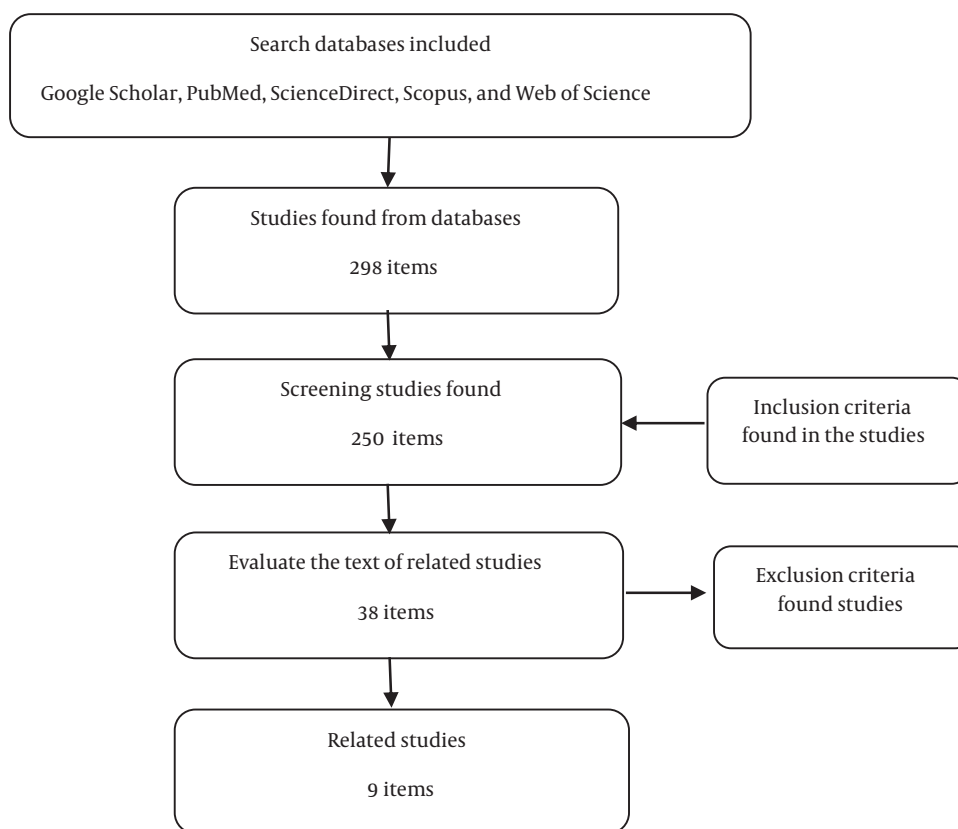 Search databases included
Google Scholar, PubMed, ScienceDirect, Scopus, and Web of Science
Studies found from databases
298 items
Screening studies found
250 items
Inclusion criteria
found in the studies
Evaluate the text of related studies
38 items
Exclusion criteria
found studies
Related studies
9 items